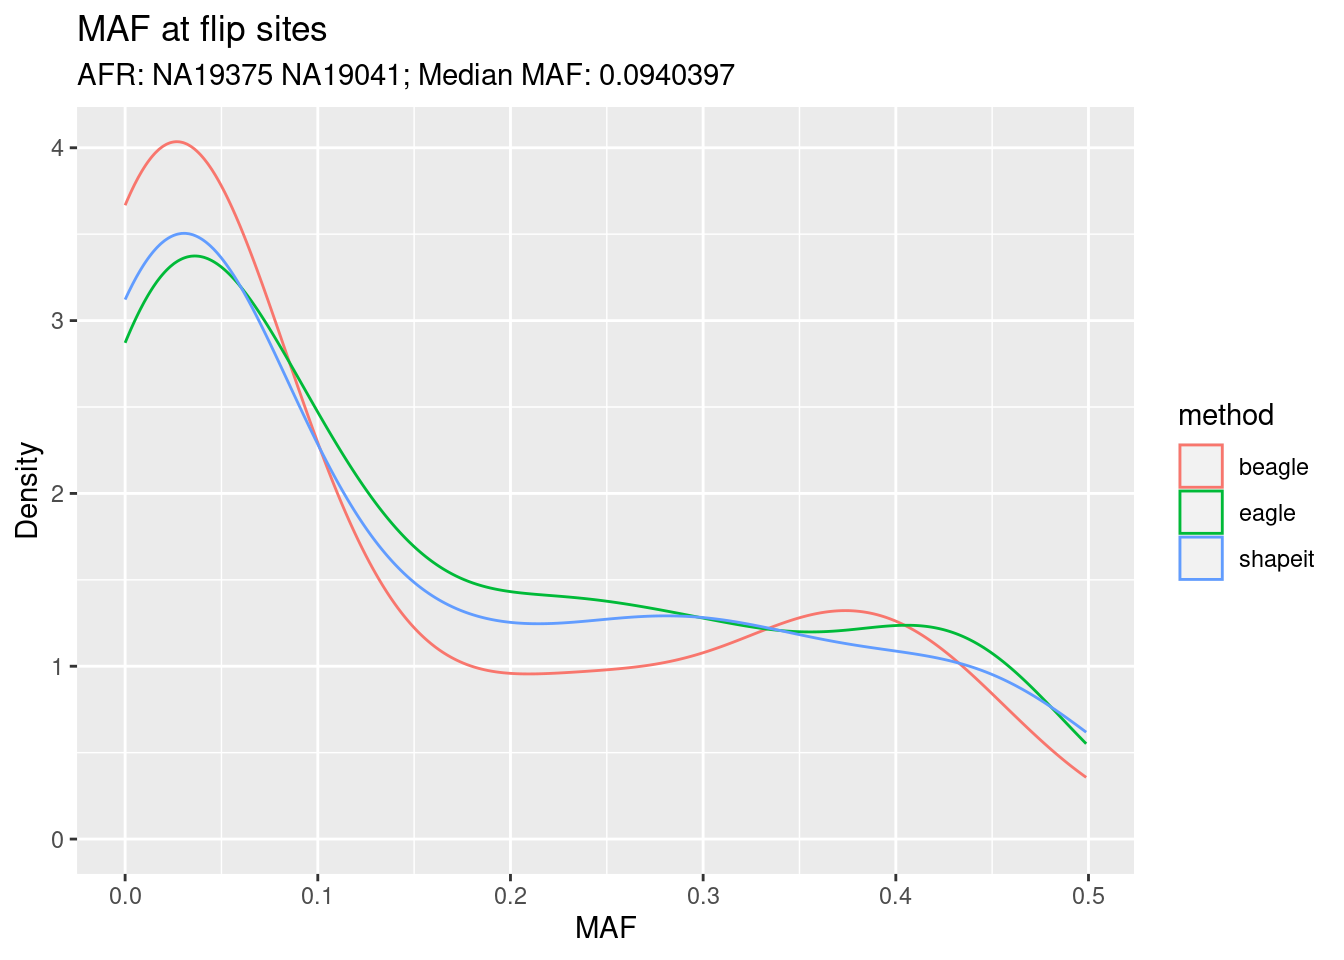 MAF at flip sites
AFR: NA19375 NA19041; Median MAF: 0.0940397
4
3
2
1
0
Density
0.0 0.1 0.2 0.3 0.4 0.5
MAF
method
beagle
eagle
shapeit